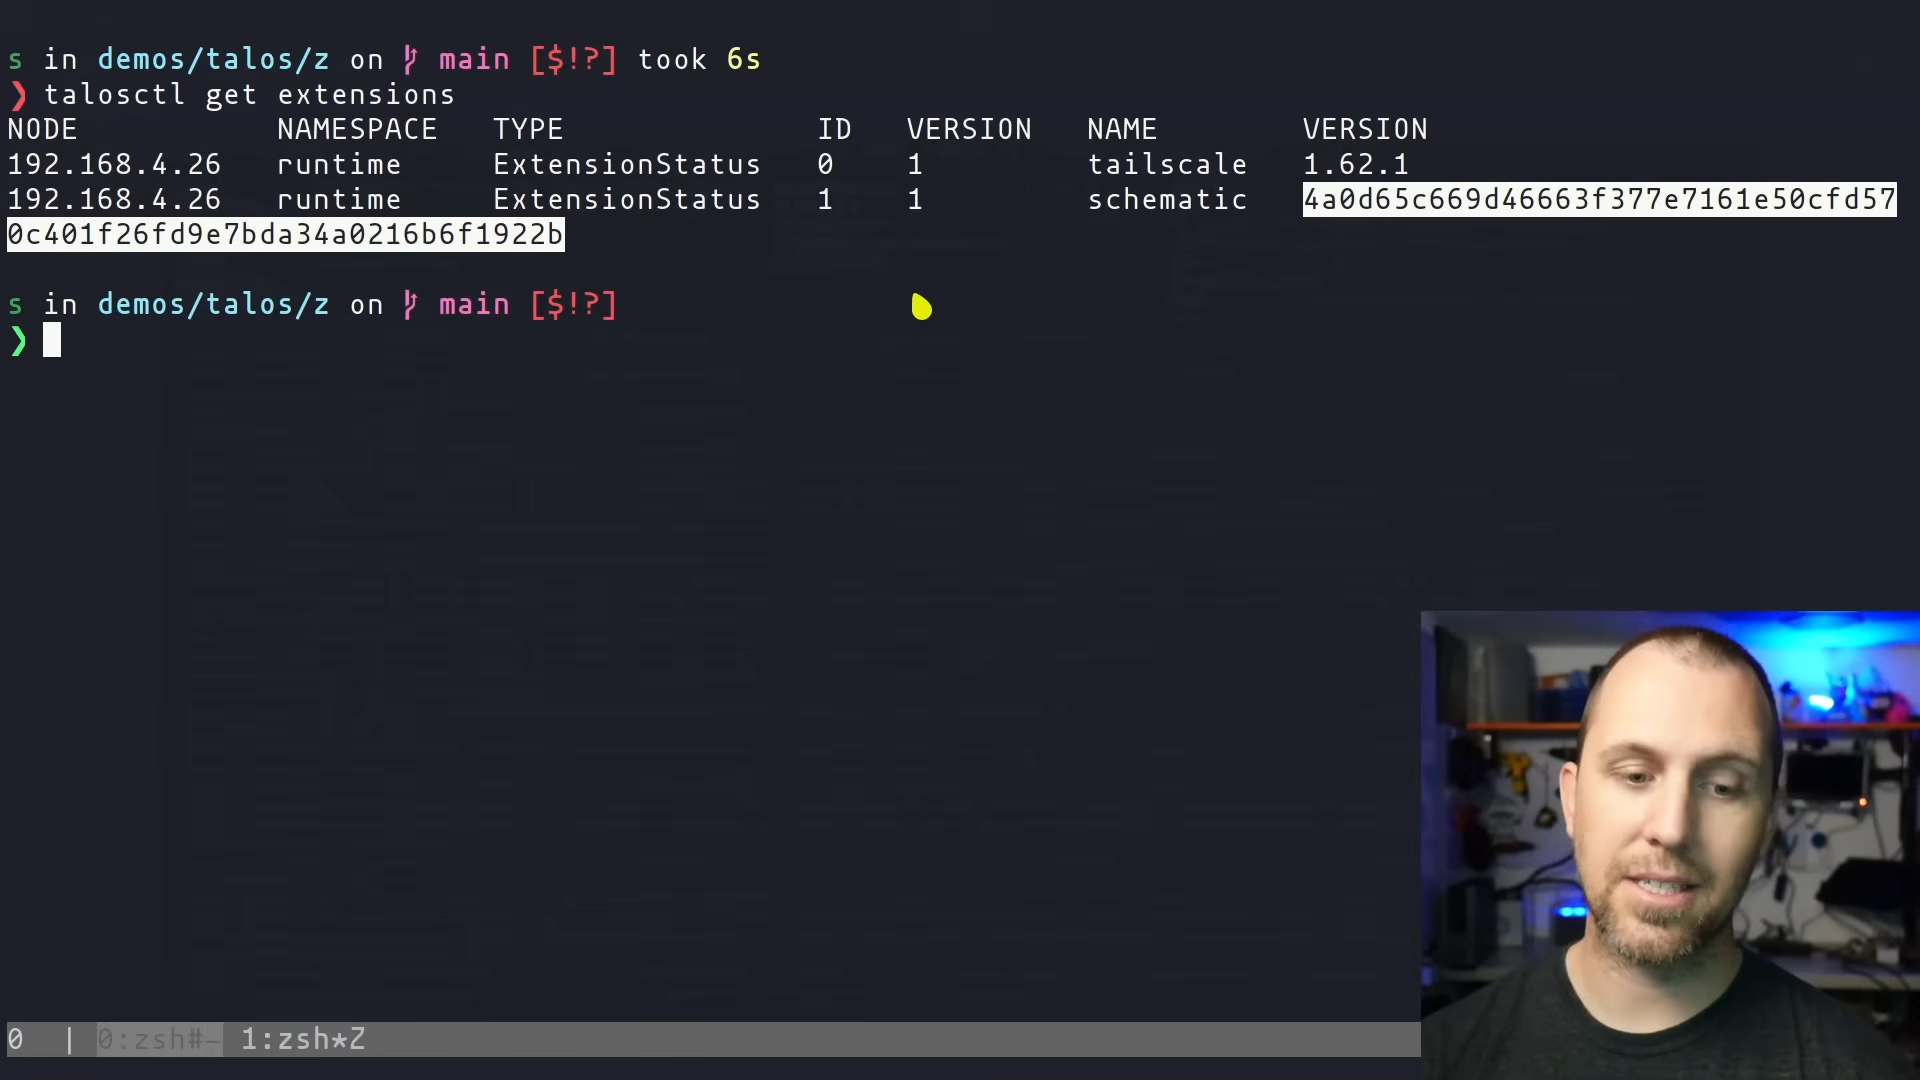 s in demos/talos/z on main [$!?] took 6s
❯ talosctl get extensions
NODE NAMESPACE TYPE ID VERSION NAME VERSION
192.168.4.26 runtime ExtensionStatus 0 1 tailscale 1.62.1
192.168.4.26 runtime ExtensionStatus 1 1 schematic 4a0d65c669d46663f377e7161e50cfd57
0c401f26fd9e7bda34a0216b6f1922b
s in demos/talos/z on main [$!?]
❯
0 | 0:zsh#- 1:zsh*Z